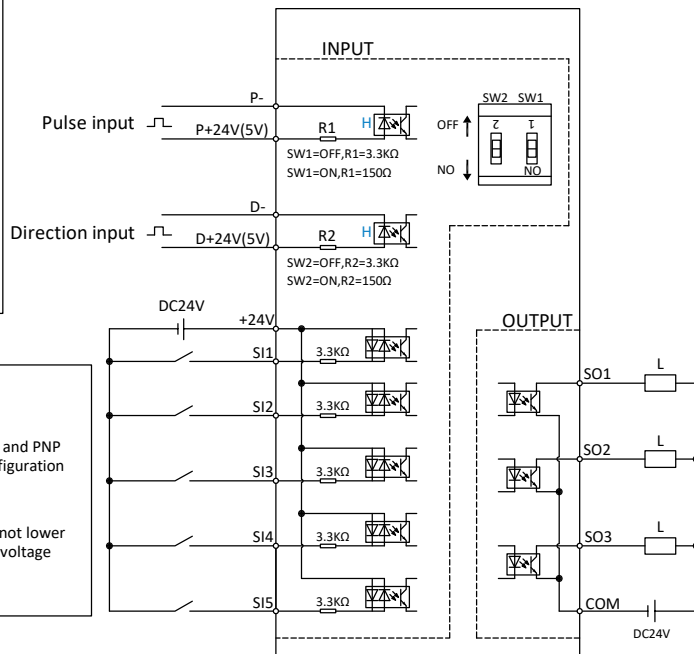 INPUT
P-
Pulse input
P+24V(5V)
R1
H
SW1=OFF,R1=3.3KΩ
SW1=ON,R1=150Ω
SW2 SW1
OFF
2 1
NO
NO
D-
Direction input
D+24V(5V)
R2
H
SW2=OFF,R2=3.3KΩ
SW2=ON,R2=150Ω
DC24V
+24V
SI1
3.3KΩ
SI2
3.3KΩ
SI3
3.3KΩ
SI4
3.3KΩ
SI5
3.3KΩ
OUTPUT
SO1
L
SO2
L
SO3
L
COM
DC24V
and PNP
figuration
not lower
voltage